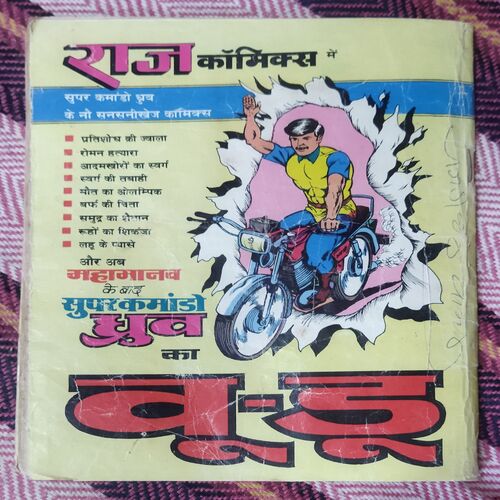 राज कॉमिक्स में
सुपर कमांडो ध्रुव
के नौ सनसनीखेज कॉमिक्स
प्रतिशोध की ज्वाला
रोमन हत्यारा
आदमखोरों का स्वर्ग
स्वर्ग की तबाही
मौत का ओलम्पिक
बर्फ की चिता
समुद्र का शैतान
रूहों का शिकंजा
लहू के प्यासे
और अब
महामानव
के बाद
सुपर कमांडो
ध्रुव
का
वू-डू